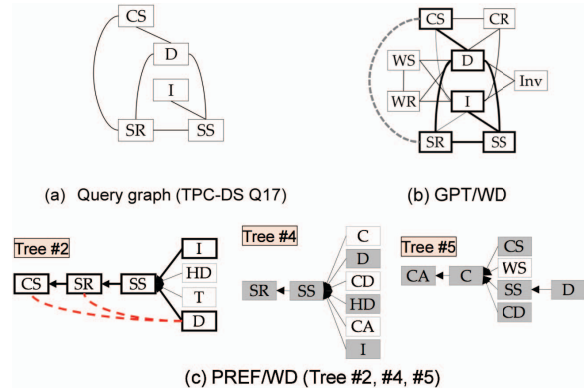 CS
D
I
SR
SS
(a) Query graph (TPC-DS Q17)
CS
CR
WS
D
Inv
WR
I
SR
SS
(b) GPT/WD
Tree #2
CS
SR
SS
I
HD
T
D
Tree #4
SR
SS
C
D
CD
HD
CA
I
Tree #5
CA
C
CS
WS
SS
D
CD
(c) PREF/WD (Tree #2, #4, #5)